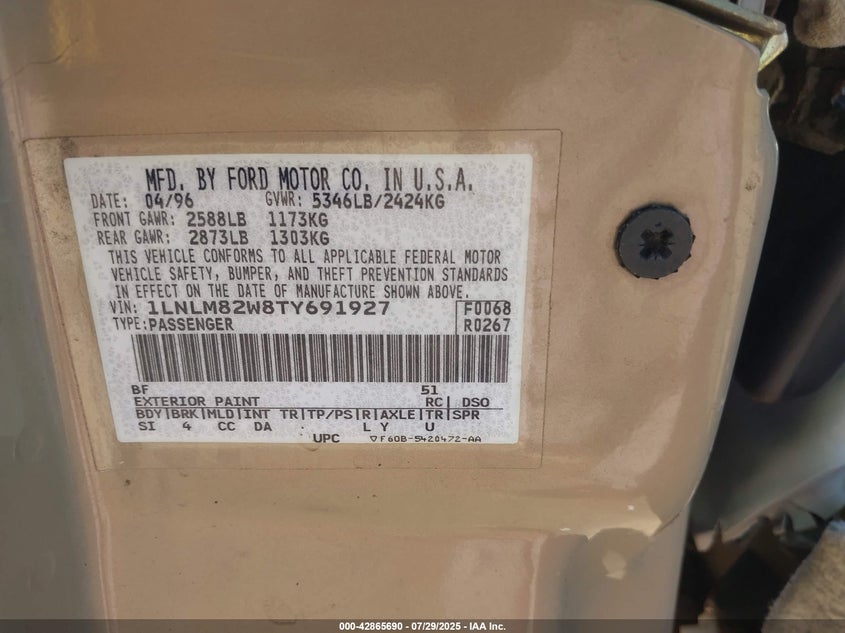 MFD. BY FORD MOTOR CO. IN U.S.A.
DATE: 04/96 GVWR: 5346LB/2424KG
FRONT GAWR: 2588LB 1173KG
REAR GAWR: 2873LB 1303KG
THIS VEHICLE CONFORMS TO ALL APPLICABLE FEDERAL MOTOR
VEHICLE SAFETY, BUMPER, AND THEFT PREVENTION STANDARDS
IN EFFECT ON THE DATE OF MANUFACTURE SHOWN ABOVE.
VIN: 1LNLM82W8TY691927 F0068
TYPE: PASSENGER R0267
BF 51
EXTERIOR PAINT RC| DSO
BDY|BRK|MLD|INT TR|TP/PS|R|AXLE|TR|SPR
SI 4 CC DA L Y U
UPC ▽F60B-5420472-AA
000-42865690 - 07/29/2025 - IAA Inc.